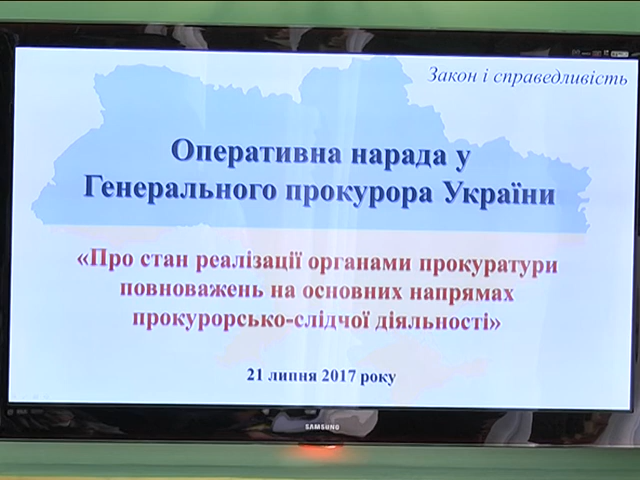 Закон і справедливість
Оперативна нарада у
Генерального прокурора України
«Про стан реалізації органами прокуратури
повноважень на основних напрямах
прокурорсько-слідчої діяльності»
21 липня 2017 року
SAMSUNG